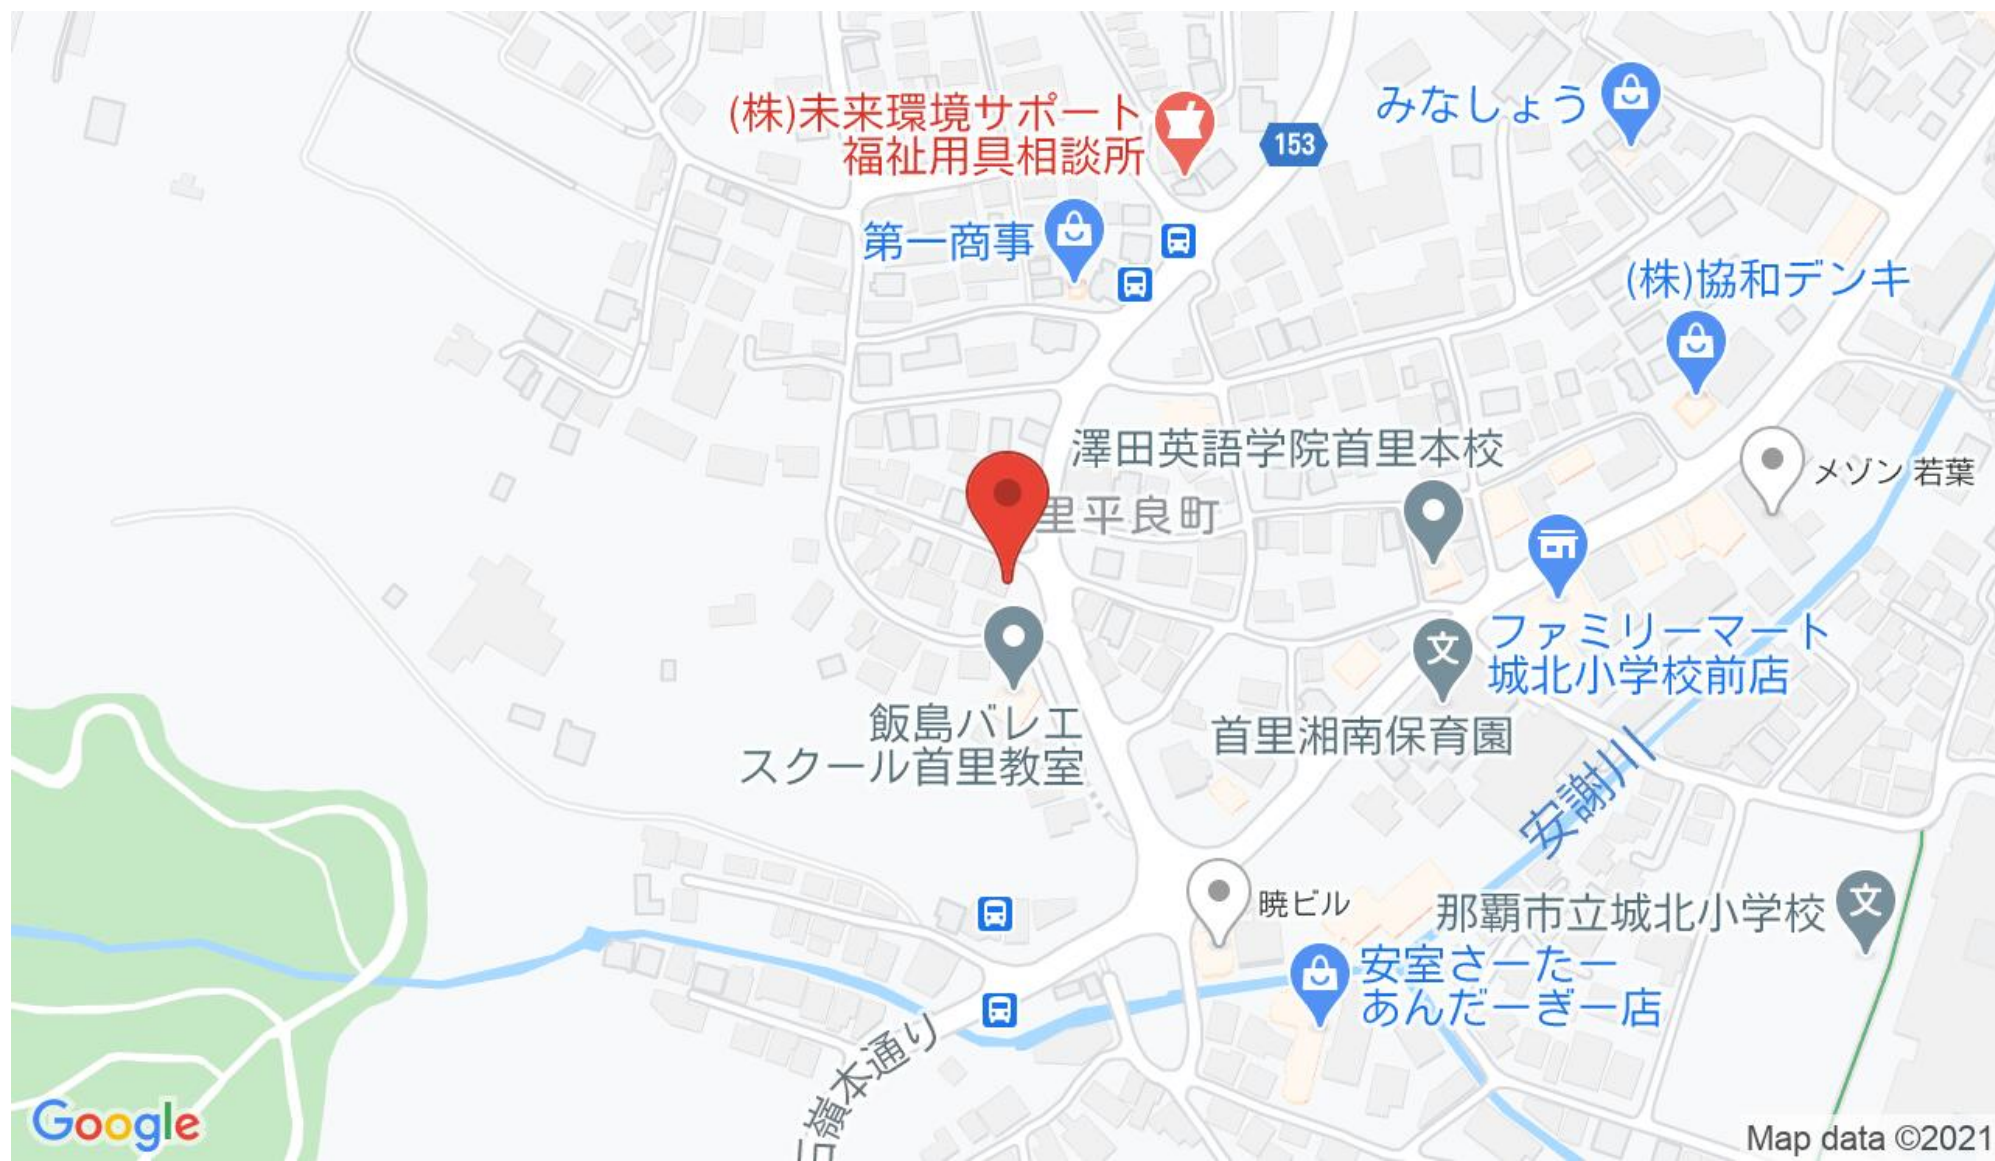 (株)未来環境サポート
福祉用具相談所
153
みなしょう
第一商事
(株)協和デンキ
澤田英語学院首里本校
メゾン 若葉
里平良町
ファミリーマート
城北小学校前店
文
飯島バレエ
スクール首里教室
首里湘南保育園
安謝川
暁ビル
那覇市立城北小学校
文
安室さーたー
あんだーぎー店
石嶺本通り
Google
Map data ©2021